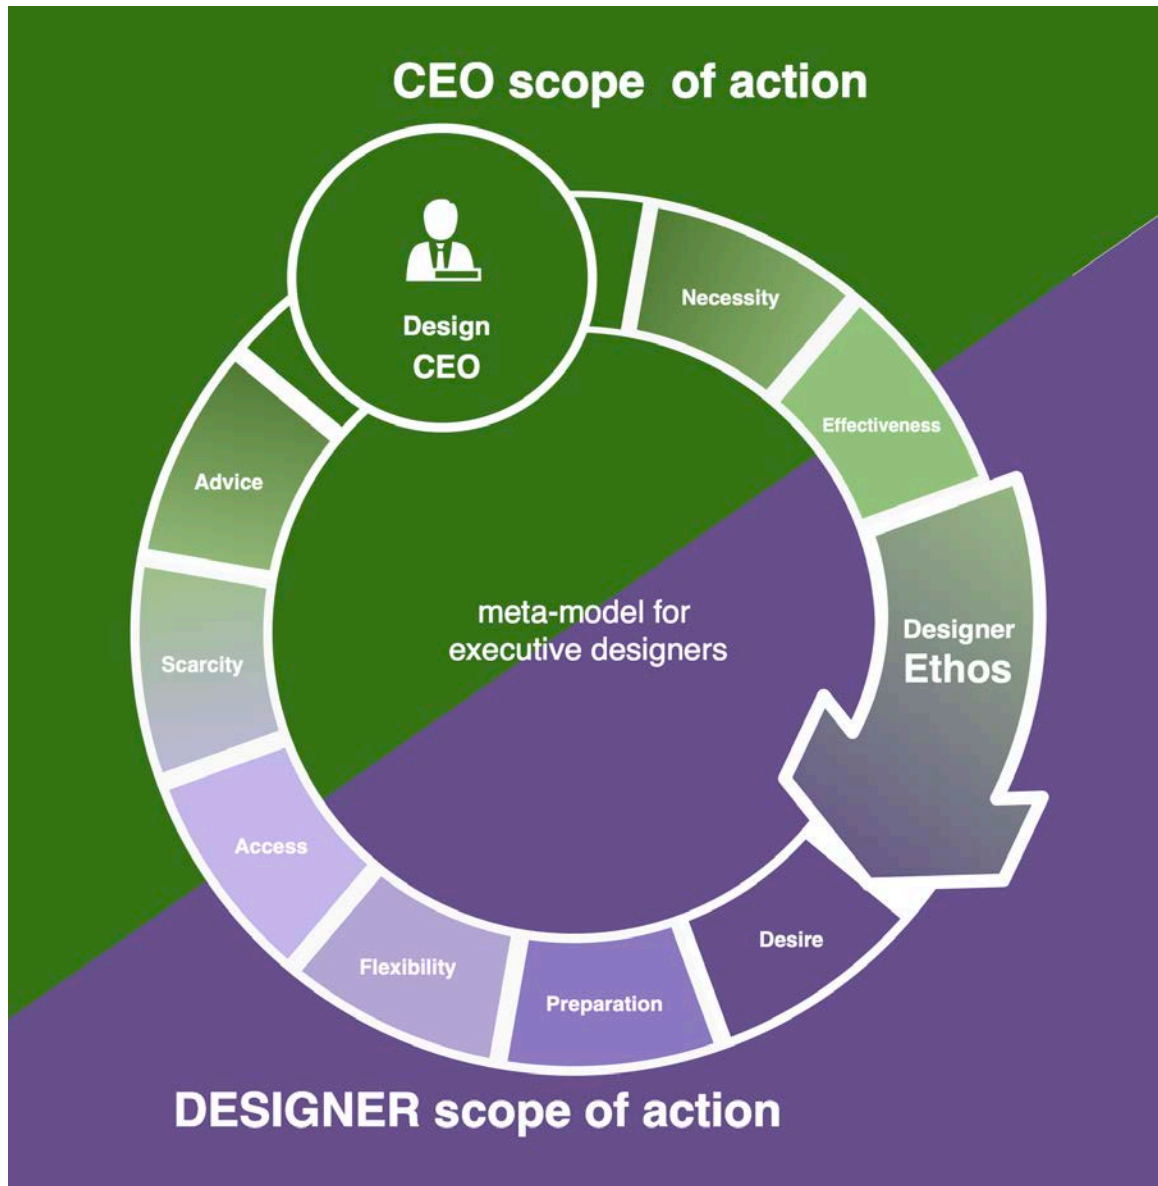 CEO scope of action
Design
CEO
Necessity
Effectiveness
Designer
Ethos
Desire
Preparation
Flexibility
Access
Scarcity
Advice
meta-model for
executive designers
DESIGNER scope of action